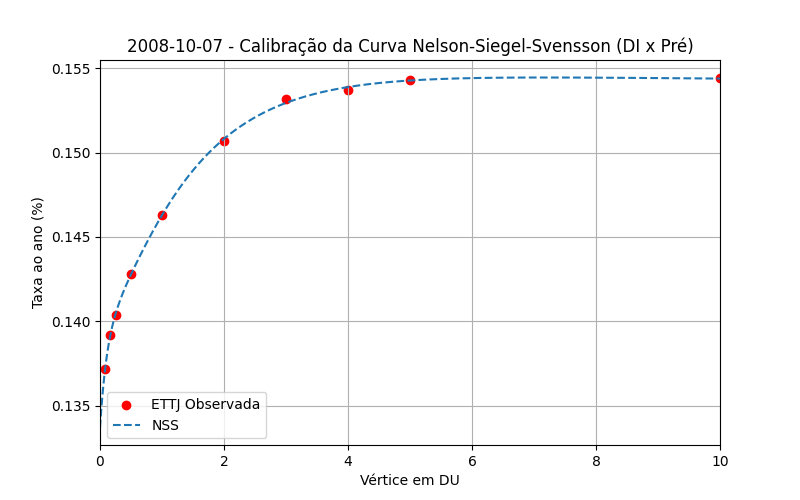 2008-10-07 - Calibração da Curva Nelson-Siegel-Svensson (DI x Pré)
Taxa ao ano (%)
0.155
0.150
0.145
0.140
0.135
ETTJ Observada
NSS
0 2 4 6 8 10
Vértice em DU